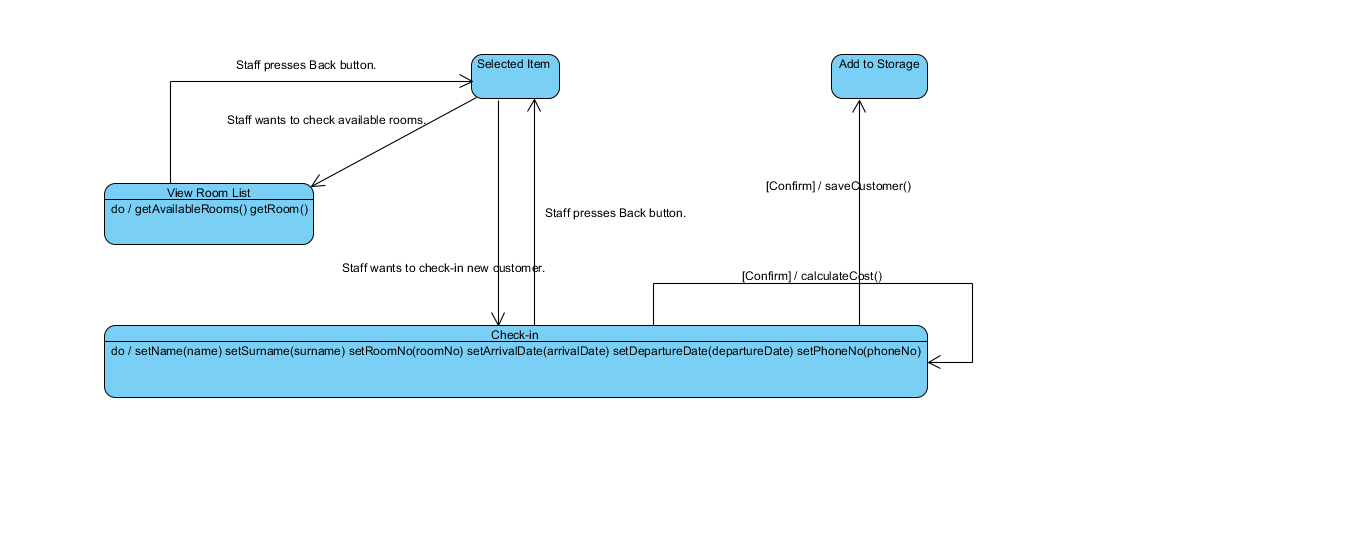 Staff presses Back button.
Selected Item
Add to Storage
Staff wants to check available rooms.
View Room List
do / getAvailableRooms() getRoom()
[Confirm] / saveCustomer()
Staff presses Back button.
Staff wants to check-in new customer.
[Confirm] / calculateCost()
Check-in
do / setName(name) setSurname(surname) setRoomNo(roomNo) setArrivalDate(arrivalDate) setDepartureDate(departureDate) setPhoneNo(phoneNo)